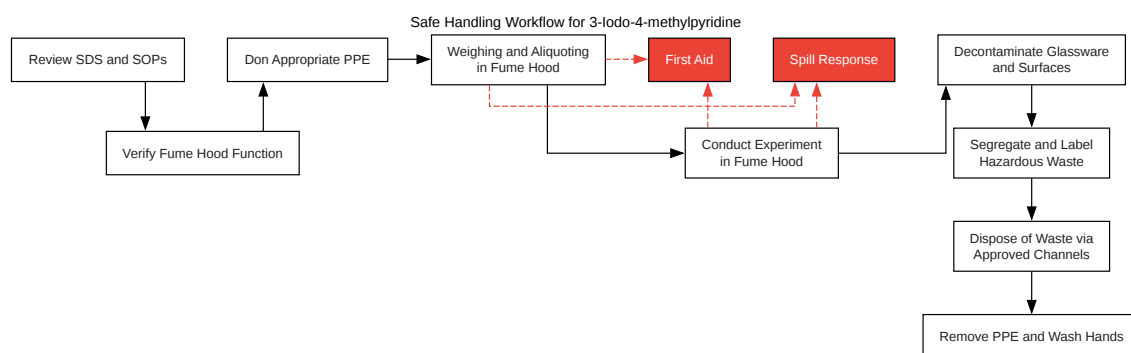 Safe Handling Workflow for 3-Iodo-4-methylpyridine
Review SDS and SOPs
Verify Fume Hood Function
Don Appropriate PPE
Weighing and Aliquoting
in Fume Hood
First Aid
Spill Response
Conduct Experiment
in Fume Hood
Decontaminate Glassware
and Surfaces
Segregate and Label
Hazardous Waste
Dispose of Waste via
Approved Channels
Remove PPE and Wash Hands